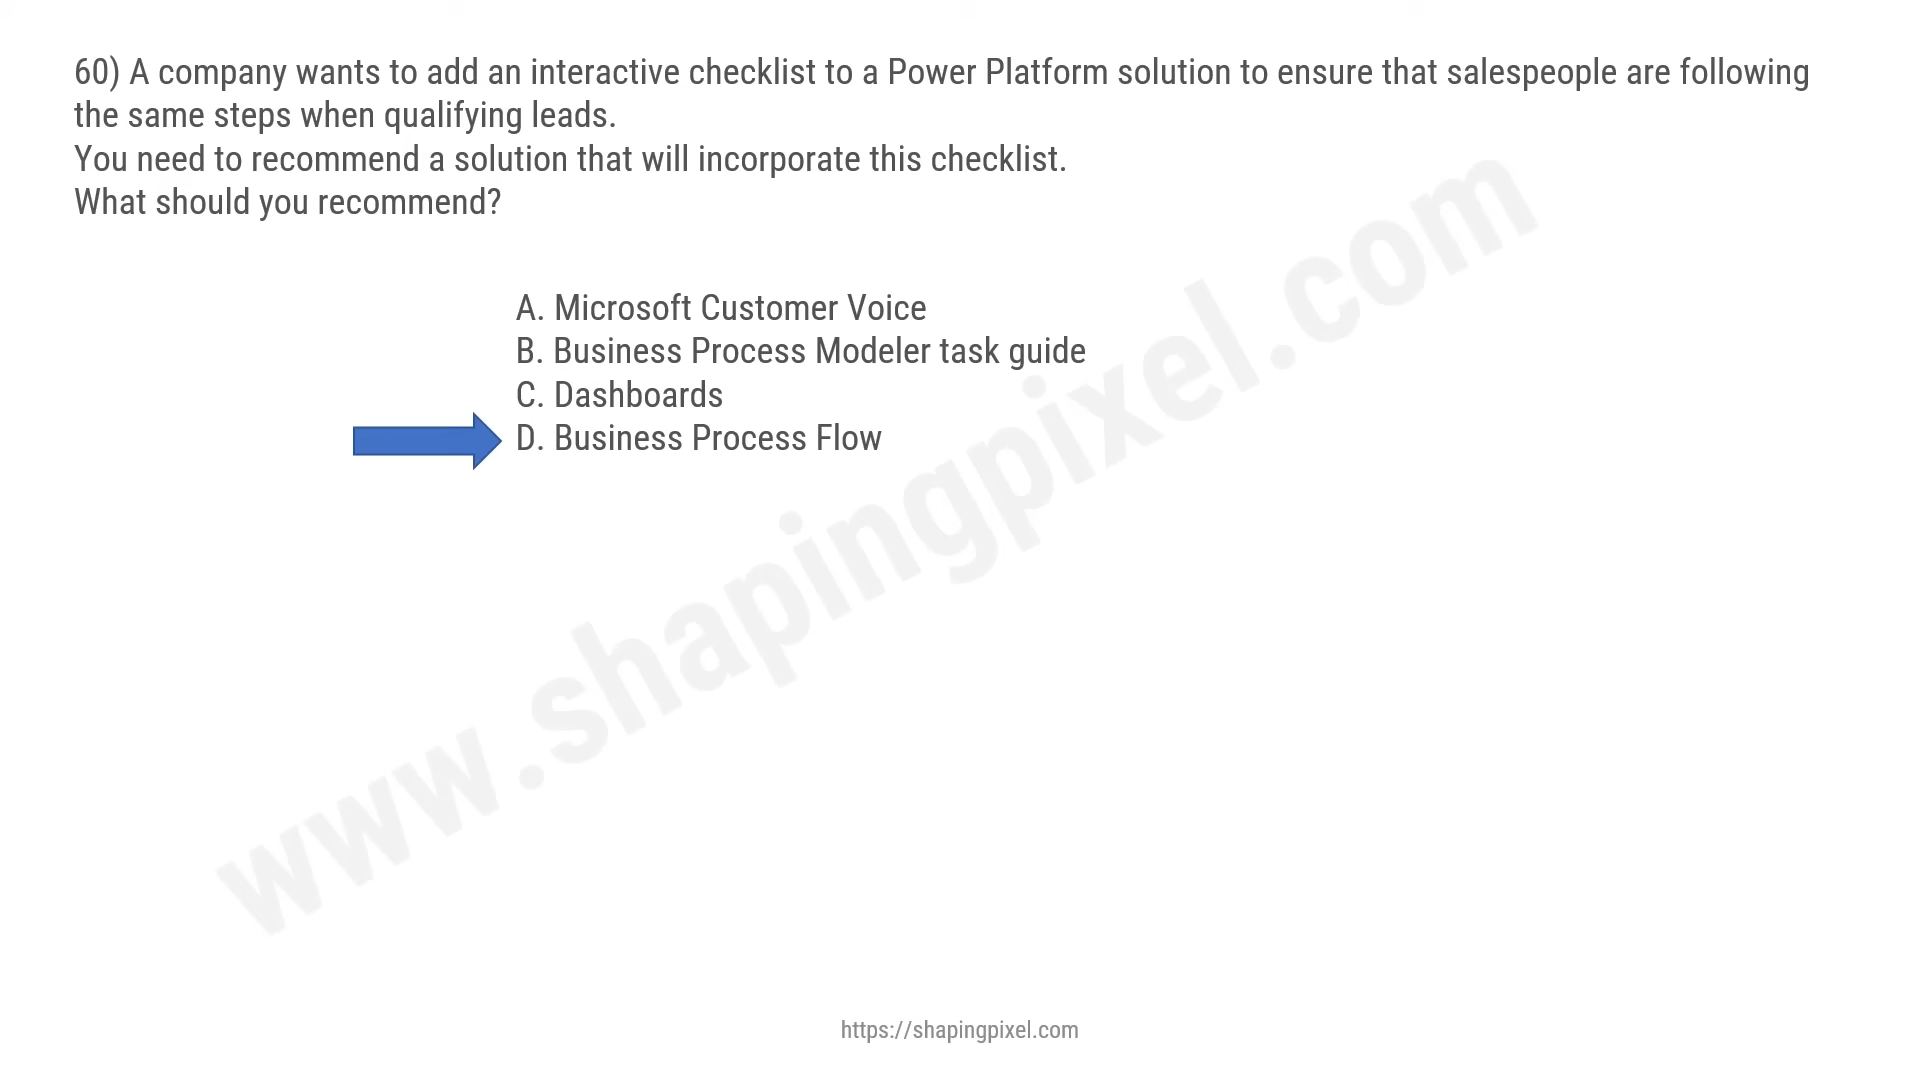 60) A company wants to add an interactive checklist to a Power Platform solution to ensure that salespeople are following
the same steps when qualifying leads.
You need to recommend a solution that will incorporate this checklist.
What should you recommend?
A. Microsoft Customer Voice
B. Business Process Modeler task guide
C. Dashboards
D. Business Process Flow
www.shapingpixel.com
https://shapingpixel.com